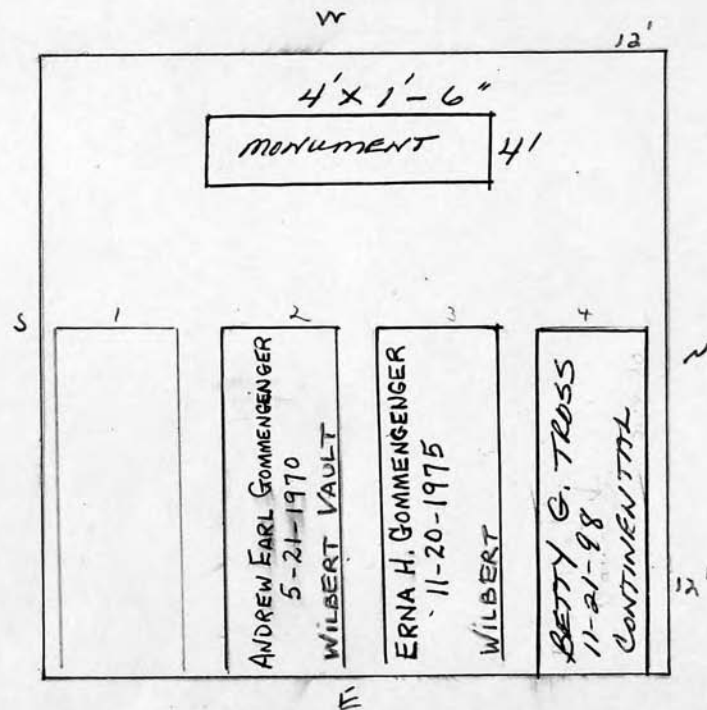 W
12'
4' X 1'-6"
MONUMENT
4'
S
1
2
3
4
N
ANDREW EARL GOMMENGENGER
5-21-1970
WILBERT VAULT
ERNA H. GOMMENGENGER
11-20-1975
WILBERT
BETTY G. TROSS
11-21-98
CONTINENTAL
12'
E